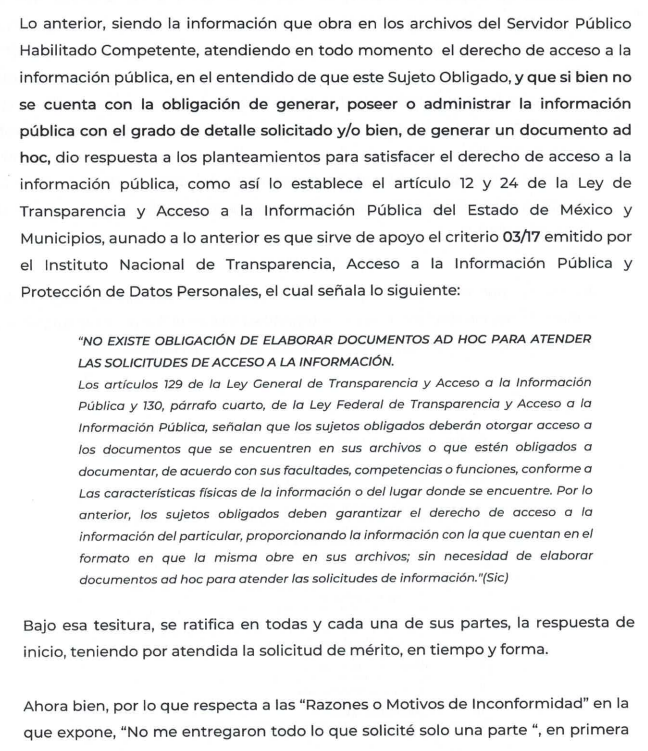 Lo anterior, siendo la información que obra en los archivos del Servidor Público
Habilitado Competente, atendiendo en todo momento el derecho de acceso a la
información pública, en el entendido de que este Sujeto Obligado, y que si bien no
se cuenta con la obligación de generar, poseer o administrar la información
pública con el grado de detalle solicitado y/o bien, de generar un documento ad
hoc, dio respuesta a los planteamientos para satisfacer el derecho de acceso a la
información pública, como así lo establece el artículo 12 y 24 de la Ley de
Transparencia y Acceso a la Información Pública del Estado de México y
Municipios, aunado a lo anterior es que sirve de apoyo el criterio 03/17 emitido por
el Instituto Nacional de Transparencia, Acceso a la Información Pública y
Protección de Datos Personales, el cual señala lo siguiente:
"NO EXISTE OBLIGACIÓN DE ELABORAR DOCUMENTOS AD HOC PARA ATENDER
LAS SOLICITUDES DE ACCESO A LA INFORMACIÓN.
Los artículos 129 de la Ley General de Transparencia y Acceso a la Información
Pública y 130, párrafo cuarto, de la Ley Federal de Transparencia y Acceso a la
Información Pública, señalan que los sujetos obligados deberán otorgar acceso a
los documentos que se encuentren en sus archivos o que estén obligados a
documentar, de acuerdo con sus facultades, competencias o funciones, conforme a
Las características físicas de la información o del lugar donde se encuentre. Por lo
anterior, los sujetos obligados deben garantizar el derecho de acceso a la
información del particular, proporcionando la información con la que cuentan en el
formato en que la misma obre en sus archivos; sin necesidad de elaborar
documentos ad hoc para atender las solicitudes de información."(Sic)
Bajo esa tesitura, se ratifica en todas y cada una de sus partes, la respuesta de
inicio, teniendo por atendida la solicitud de mérito, en tiempo y forma.
Ahora bien, por lo que respecta a las “Razones o Motivos de Inconformidad” en la
que expone, “No me entregaron todo lo que solicité solo una parte “, en primera